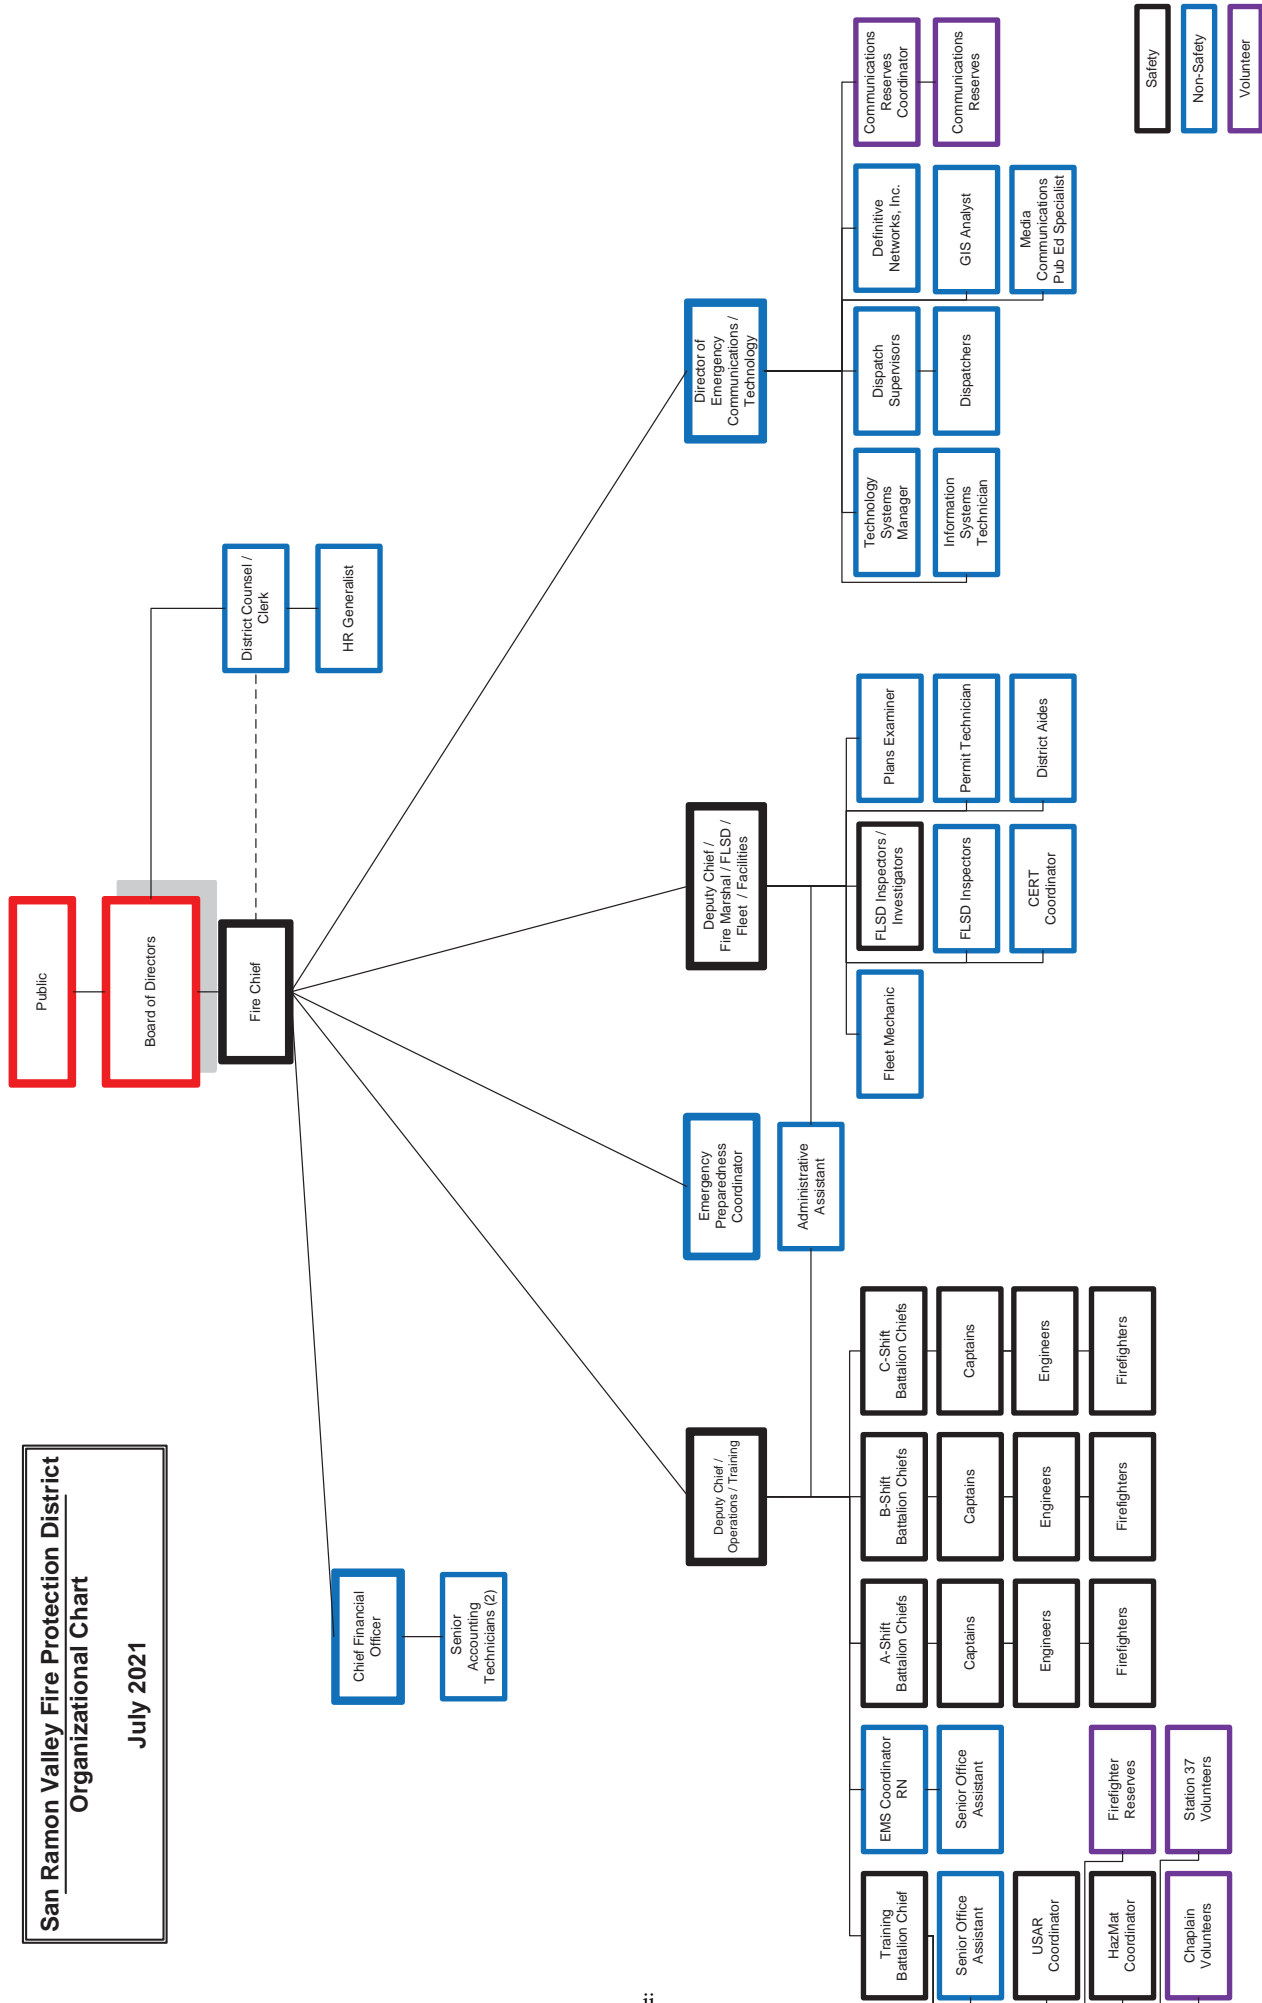 San Ramon Valley Fire Protection District
Organizational Chart
July 2021
Public
Board of Directors
Fire Chief
District Counsel /
Clerk
HR Generalist
Chief Financial
Officer
Senior
Accounting
Technicians (2)
Deputy Chief /
Operations / Training
Emergency
Preparedness
Coordinator
Deputy Chief /
Fire Marshal / FLSD /
Fleet / Facilities
Director of
Emergency
Communications /
Technology
Administrative
Assistant
Training
Battalion Chief
EMS Coordinator
RN
A-Shift
Battalion Chiefs
B-Shift
Battalion Chiefs
C-Shift
Battalion Chiefs
Fleet Mechanic
FLSD Inspectors /
Investigators
Plans Examiner
Technology
Systems
Manager
Dispatch
Supervisors
Definitive
Networks, Inc.
Communications
Reserves
Coordinator
Senior Office
Assistant
Senior Office
Assistant
Captains
Captains
Captains
FLSD Inspectors
Permit Technician
Information
Systems
Technician
Dispatchers
GIS Analyst
Communications
Reserves
USAR
Coordinator
Engineers
Engineers
Engineers
CERT
Coordinator
District Aides
Media
Communications
Pub Ed Specialist
HazMat
Coordinator
Firefighter
Reserves
Firefighters
Firefighters
Firefighters
Chaplain
Volunteers
Station 37
Volunteers
Safety
Non-Safety
Volunteer
ii